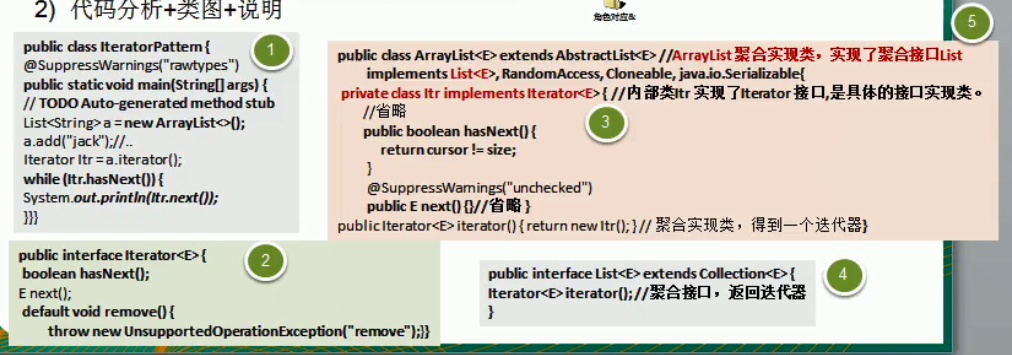 2) 代码分析+类图+说明
角色对应&
1
public class IteratorPattern {
@SuppressWarnings("rawtypes")
public static void main(String[] args) {
// TODO Auto-generated method stub
List<String> a = new ArrayList<>();
a.add("jack");//..
Iterator Itr = a.iterator();
while (Itr.hasNext()) {
System.out.println(Itr.next());
}}}
2
public interface Iterator<E> {
boolean hasNext();
E next();
default void remove() {
throw new UnsupportedOperationException("remove");}}
5
public class ArrayList<E> extends AbstractList<E> //ArrayList 聚合实现类，实现了聚合接口List
implements List<E>, RandomAccess, Cloneable, java.io.Serializable{
private class Itr implements Iterator<E> { //内部类Itr 实现了Iterator 接口,是具体的接口实现类。
//省略
3
public boolean hasNext() {
return cursor != size;
}
@SuppressWarnings("unchecked")
public E next() {}//省略 }
public Iterator<E> iterator() { return new Itr(); } // 聚合实现类，得到一个迭代器}
4
public interface List<E> extends Collection<E> {
Iterator<E> iterator(); //聚合接口，返回迭代器
}